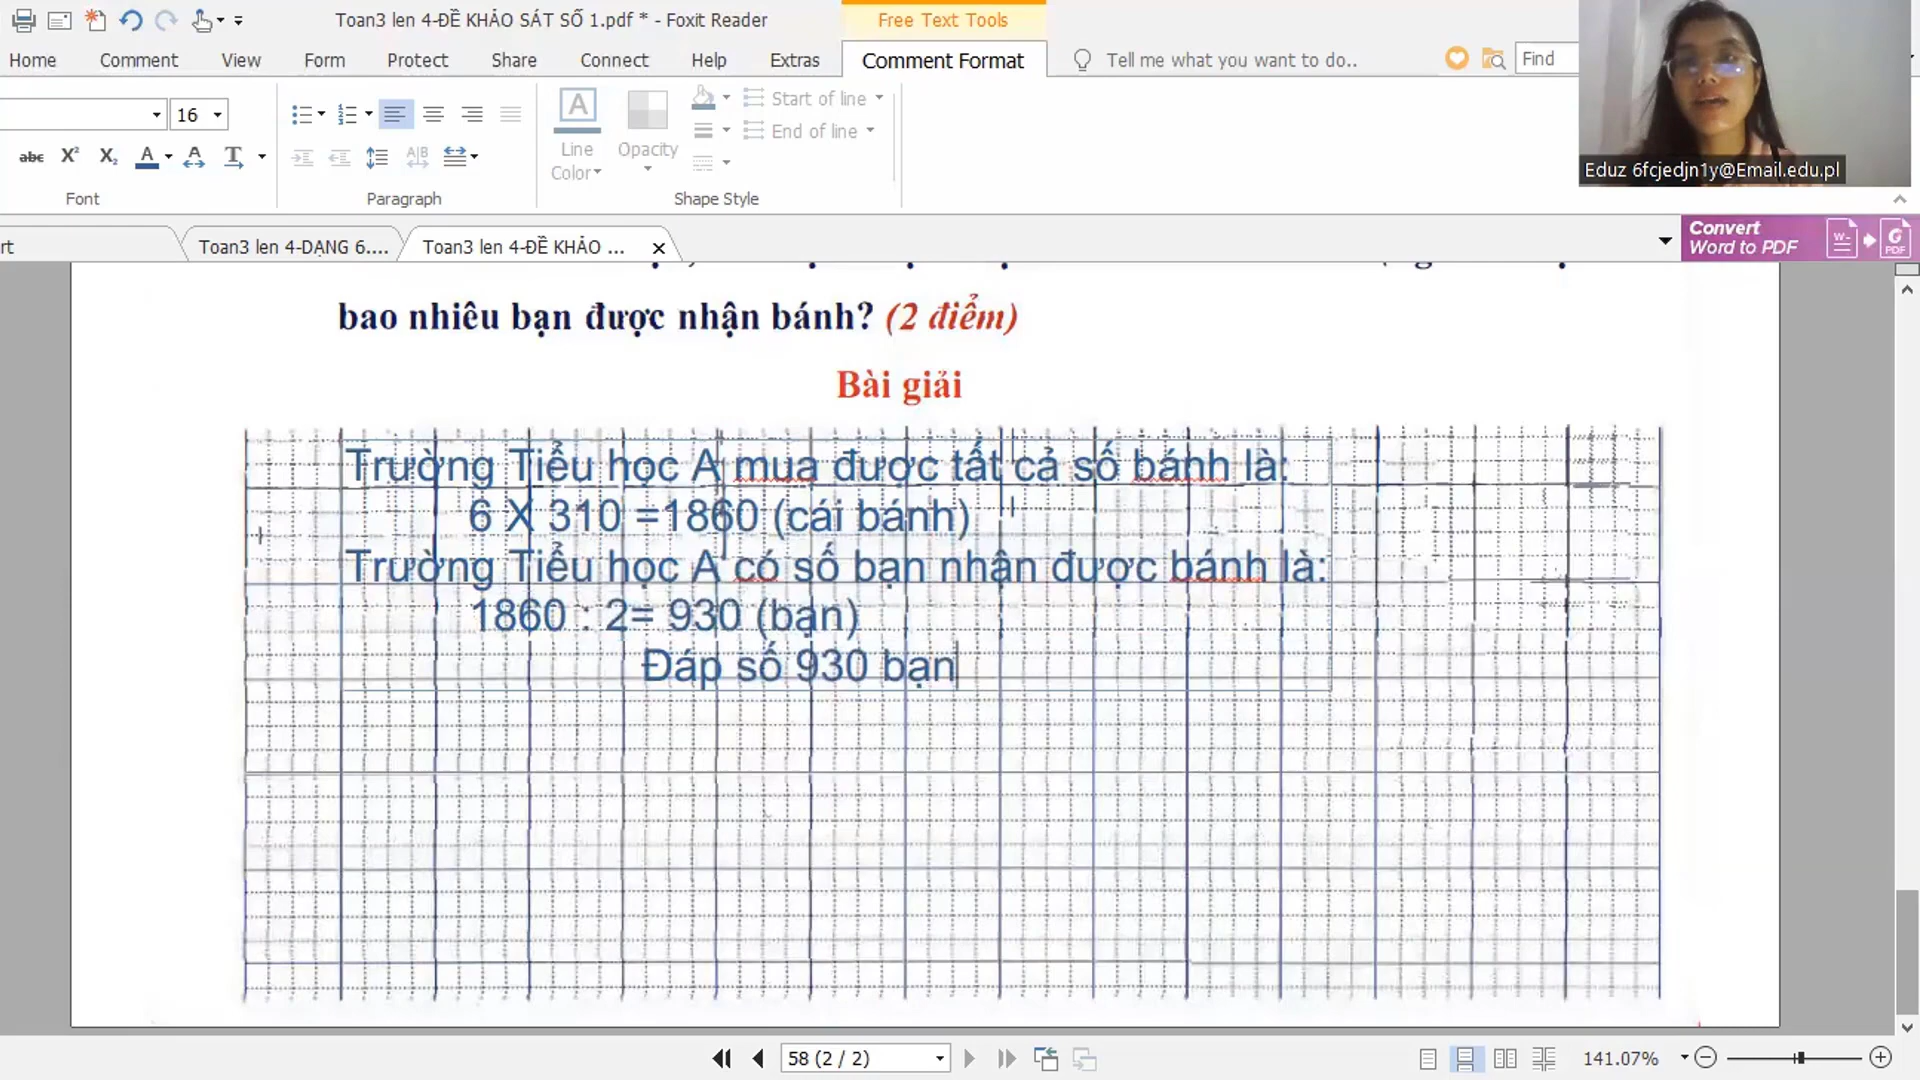 Toan3 len 4-ĐỀ KHẢO SÁT SỐ 1.pdf * - Foxit Reader
Free Text Tools
Home Comment View Form Protect Share Connect Help Extras Comment Format Tell me what you want to do.. Find
16
Start of line
End of line
Line Color
Opacity
Font Paragraph Shape Style
Eduz 6fcjedjn1y@Email.edu.pl
rt Toan3 len 4-DẠNG 6.... Toan3 len 4-ĐỀ KHẢO ...
Convert
Word to PDF
bao nhiêu bạn được nhận bánh? (2 điểm)
Bài giải
Trường Tiểu học A mua được tất cả số bánh là:
6 X 310 =1860 (cái bánh)
Trường Tiểu học A có số bạn nhận được bánh là:
1860 : 2= 930 (bạn)
Đáp số 930 bạn
58 (2 / 2)
141.07%